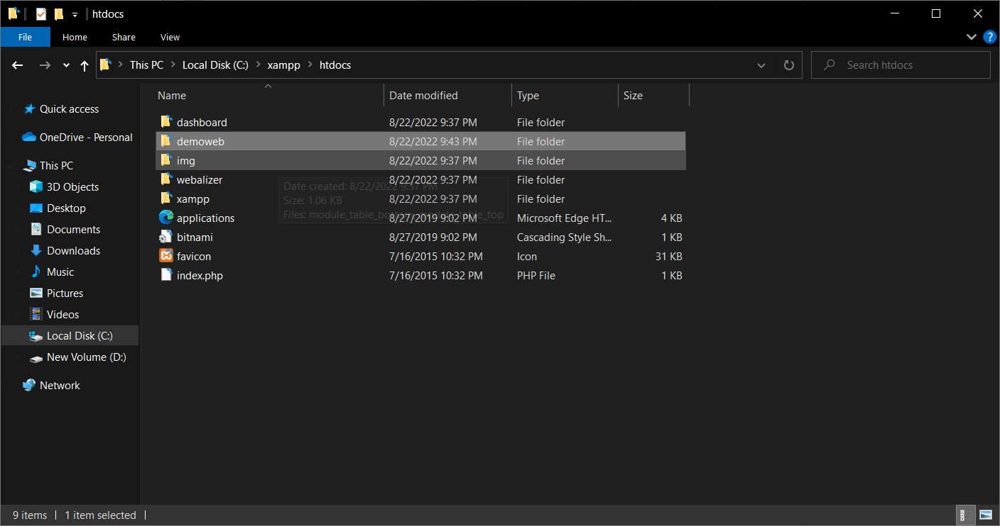 htdocs
File Home Share View
This PC Local Disk (C:) xampp htdocs Search htdocs
Name Date modified Type Size
Quick access
OneDrive - Personal
This PC
3D Objects
Desktop
Documents
Downloads
Music
Pictures
Videos
Local Disk (C:)
New Volume (D:)
Network
dashboard 8/22/2022 9:37 PM File folder
demoweb 8/22/2022 9:43 PM File folder
img 8/22/2022 9:37 PM File folder
webalizer 8/22/2022 9:37 PM File folder
xampp 8/22/2022 9:37 PM File folder
applications 8/27/2019 9:02 PM Microsoft Edge HT... 4 KB
bitnami 8/27/2019 9:02 PM Cascading Style Sh... 1 KB
favicon 7/16/2015 10:32 PM Icon 31 KB
index.php 7/16/2015 10:32 PM PHP File 1 KB
Date created: 8/22/2022 9:37 PM
Size: 1.06 KB
Files: module_table_bottom, module_table_top
9 items 1 item selected